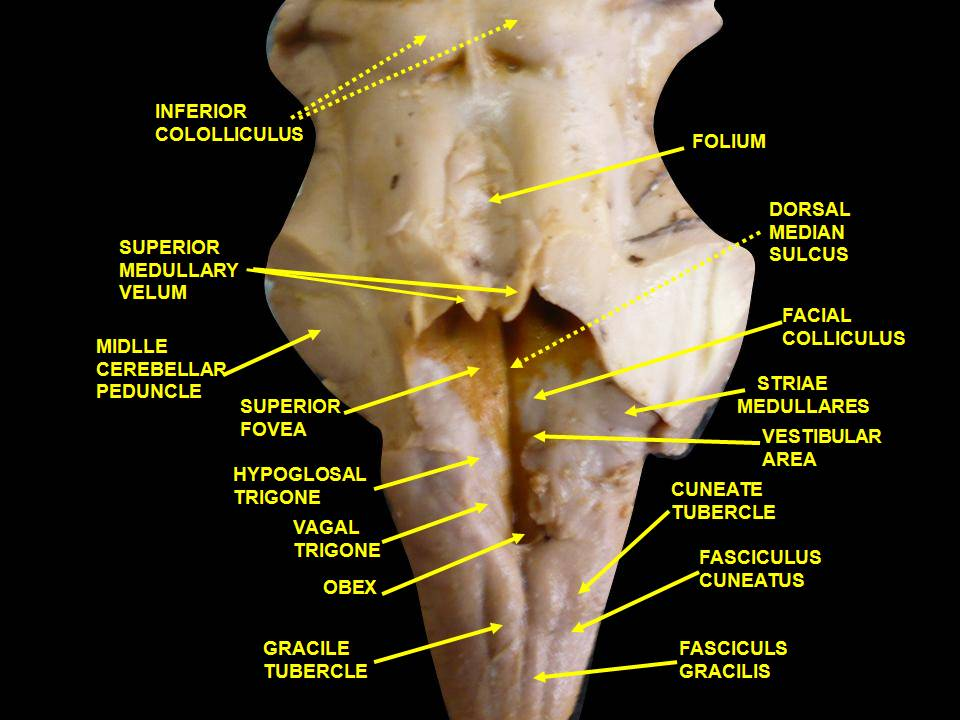 INFERIOR
COLOLLICULUS
FOLIUM
DORSAL
MEDIAN
SULCUS
SUPERIOR
MEDULLARY
VELUM
FACIAL
COLLICULUS
MIDLLE
CEREBELLAR
PEDUNCLE
STRIAE
MEDULLARES
SUPERIOR
FOVEA
VESTIBULAR
AREA
HYPOGLOSAL
TRIGONE
CUNEATE
TUBERCLE
VAGAL
TRIGONE
FASCICULUS
CUNEATUS
OBEX
GRACILE
TUBERCLE
FASCICULS
GRACILIS